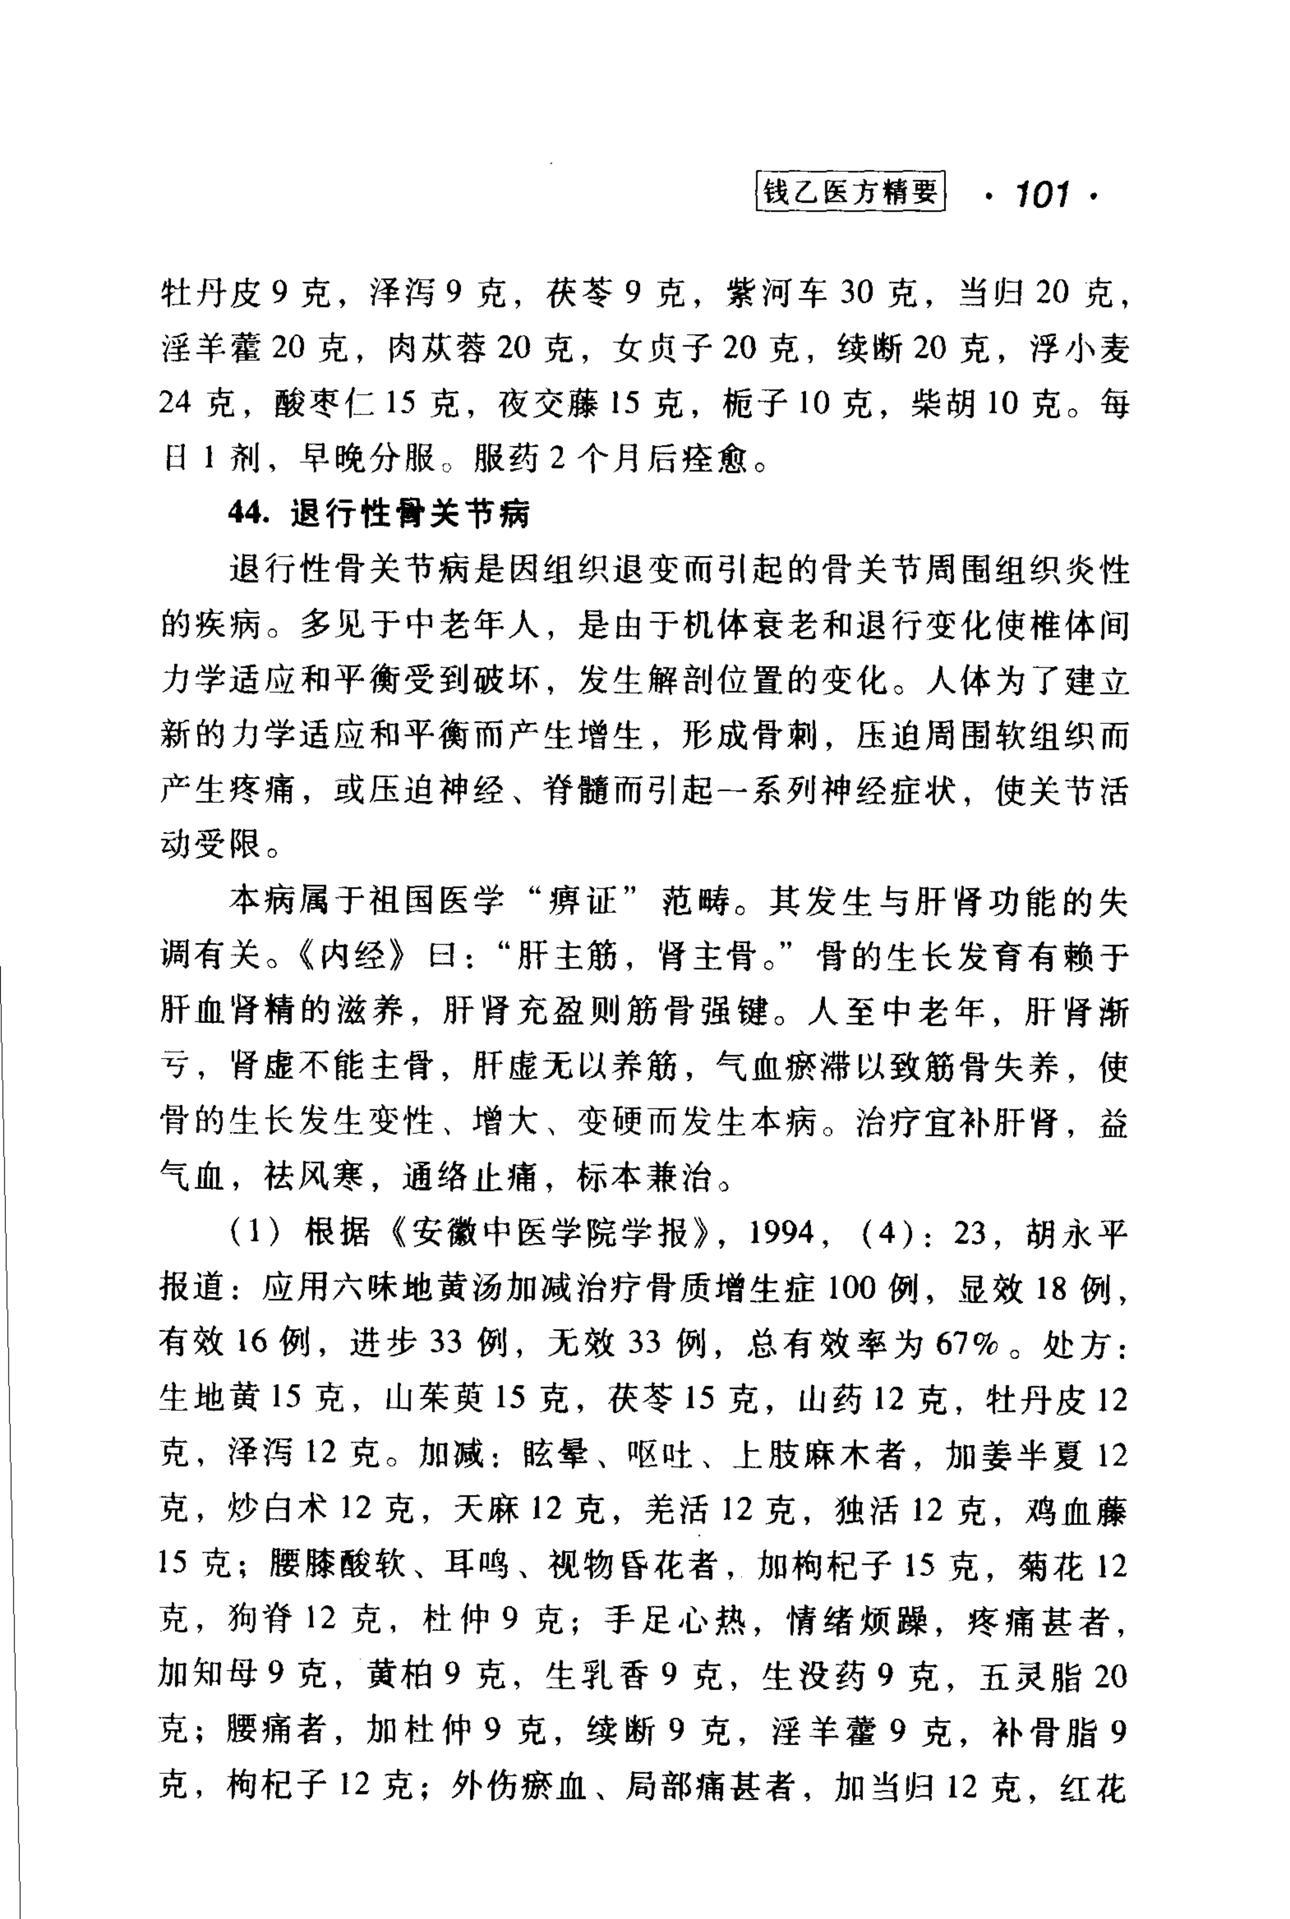 钱乙医方精要 · 101 ·
牡丹皮 9 克，泽泻 9 克，茯苓 9 克，紫河车 30 克，当归 20 克，
淫羊藿 20 克，肉苁蓉 20 克，女贞子 20 克，续断 20 克，浮小麦
24 克，酸枣仁 15 克，夜交藤 15 克，栀子 10 克，柴胡 10 克。每
日 1 剂，早晚分服。服药 2 个月后痊愈。
44. 退行性骨关节病
退行性骨关节病是因组织退变而引起的骨关节周围组织炎性
的疾病。多见于中老年人，是由于机体衰老和退行变化使椎体间
力学适应和平衡受到破坏，发生解剖位置的变化。人体为了建立
新的力学适应和平衡而产生增生，形成骨刺，压迫周围软组织而
产生疼痛，或压迫神经、脊髓而引起一系列神经症状，使关节活
动受限。
本病属于祖国医学“痹证”范畴。其发生与肝肾功能的失
调有关。《内经》曰：“肝主筋，肾主骨。”骨的生长发育有赖于
肝血肾精的滋养，肝肾充盈则筋骨强键。人至中老年，肝肾渐
亏，肾虚不能主骨，肝虚无以养筋，气血瘀滞以致筋骨失养，使
骨的生长发生变性、增大、变硬而发生本病。治疗宜补肝肾，益
气血，祛风寒，通络止痛，标本兼治。
(1) 根据《安徽中医学院学报》，1994，(4)：23，胡永平
报道：应用六味地黄汤加减治疗骨质增生症 100 例，显效 18 例，
有效 16 例，进步 33 例，无效 33 例，总有效率为 67%。处方：
生地黄 15 克，山茱萸 15 克，茯苓 15 克，山药 12 克，牡丹皮 12
克，泽泻 12 克。加减：眩晕、呕吐、上肢麻木者，加姜半夏 12
克，炒白术 12 克，天麻 12 克，羌活 12 克，独活 12 克，鸡血藤
15 克；腰膝酸软、耳鸣、视物昏花者，加枸杞子 15 克，菊花 12
克，狗脊 12 克，杜仲 9 克；手足心热，情绪烦躁，疼痛甚者，
加知母 9 克，黄柏 9 克，生乳香 9 克，生没药 9 克，五灵脂 20
克；腰痛者，加杜仲 9 克，续断 9 克，淫羊藿 9 克，补骨脂 9
克，枸杞子 12 克；外伤瘀血、局部痛甚者，加当归 12 克，红花